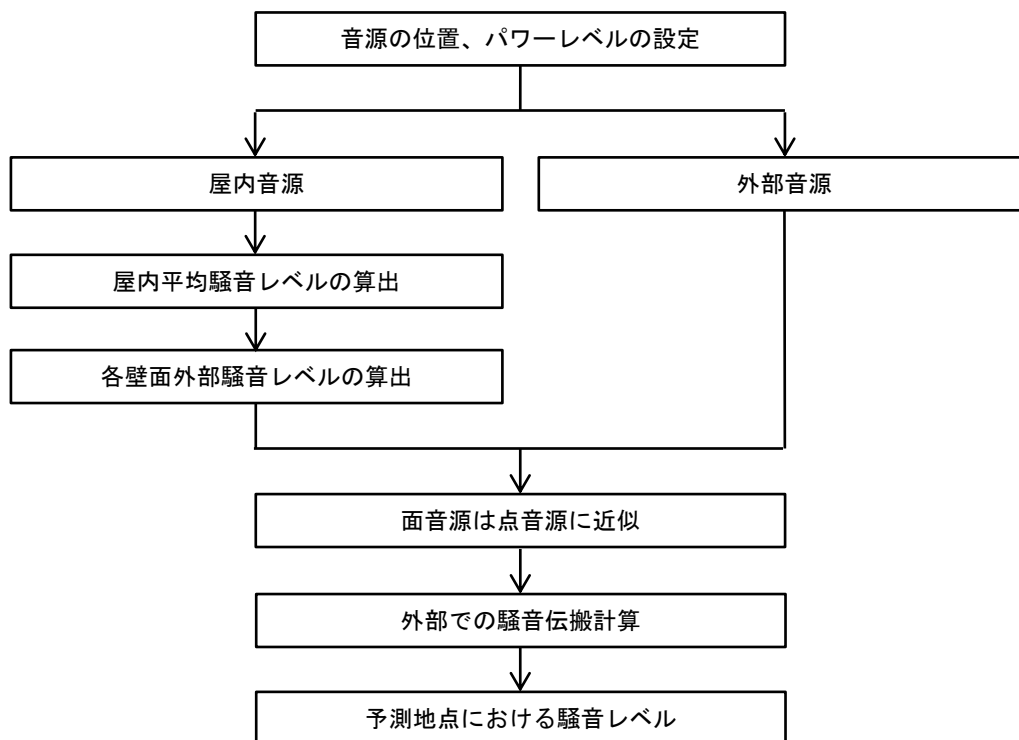 音源の位置、パワーレベルの設定
屋内音源
外部音源
屋内平均騒音レベルの算出
各壁面外部騒音レベルの算出
面音源は点音源に近似
外部での騒音伝搬計算
予測地点における騒音レベル